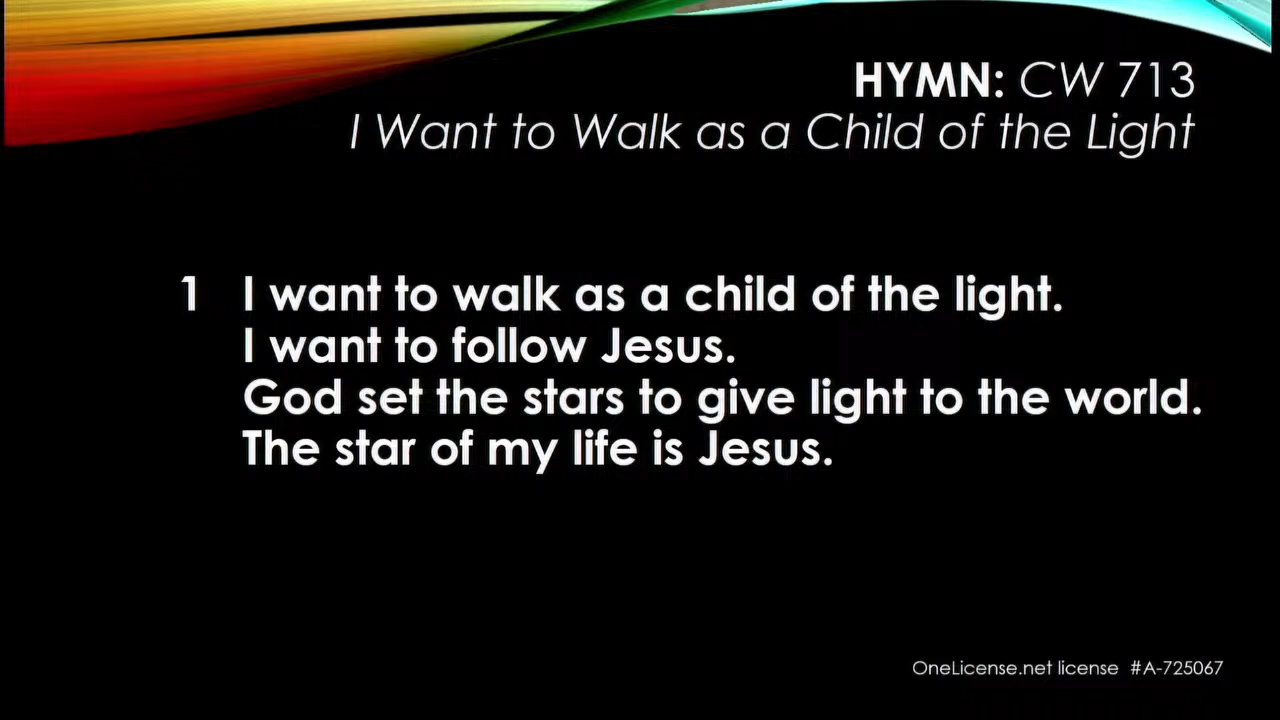 HYMN: CW 713
I Want to Walk as a Child of the Light
1 I want to walk as a child of the light.
I want to follow Jesus.
God set the stars to give light to the world.
The star of my life is Jesus.
OneLicense.net license #A-725067